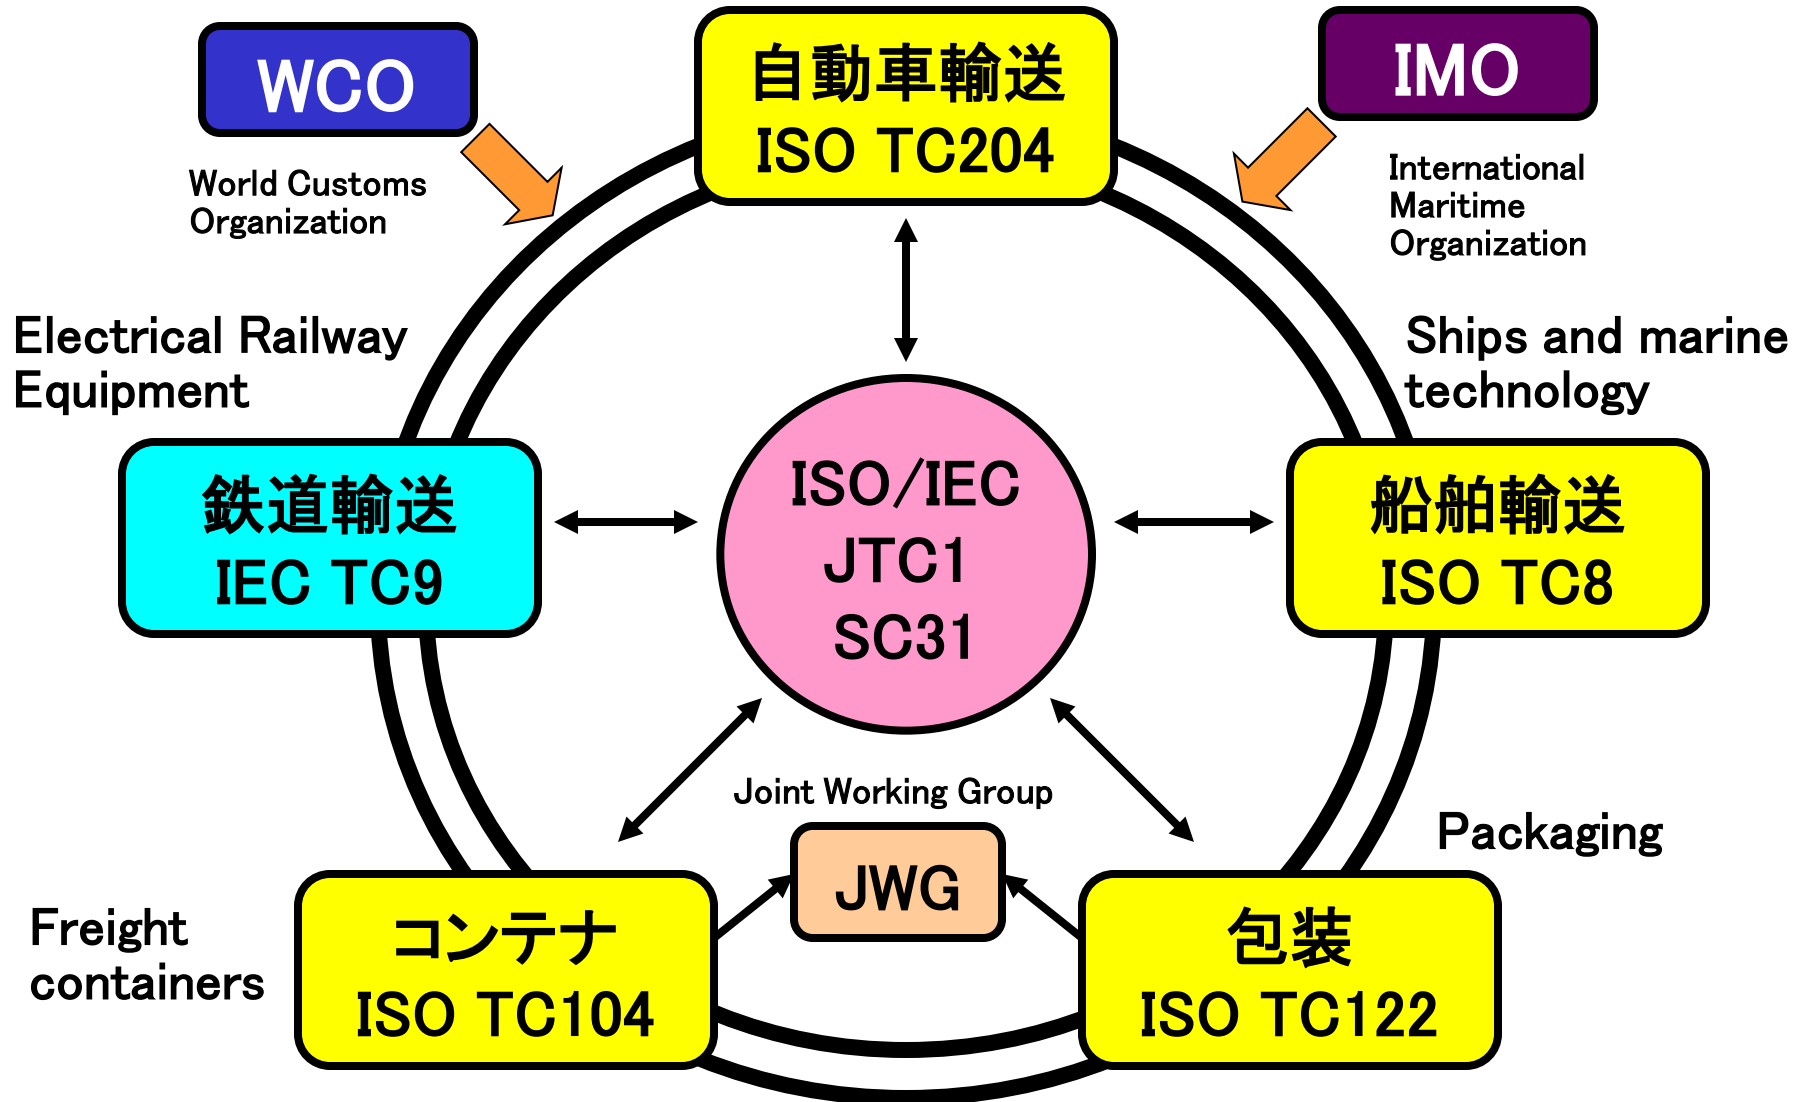 WCO
World Customs
Organization
自動車輸送
ISO TC204
IMO
International
Maritime
Organization
Electrical Railway
Equipment
鉄道輸送
IEC TC9
ISO/IEC
JTC1
SC31
Ships and marine
technology
船舶輸送
ISO TC8
Joint Working Group
JWG
Freight
containers
コンテナ
ISO TC104
Packaging
包装
ISO TC122